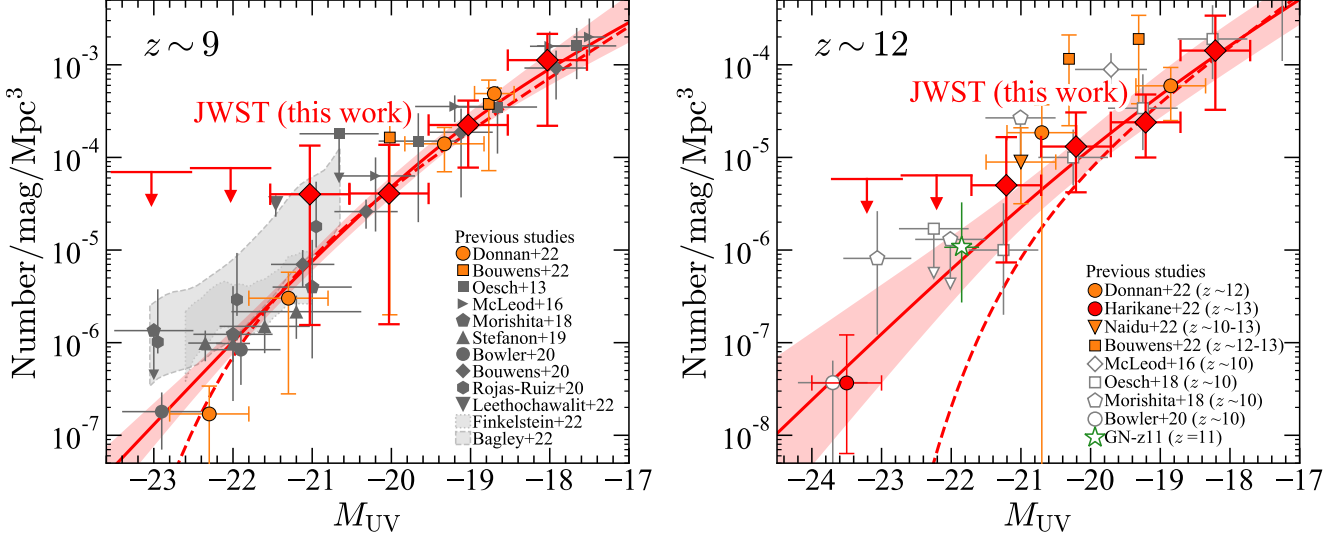 z ~ 9
JWST (this work)
10⁻³
10⁻⁴
10⁻⁵
10⁻⁶
10⁻⁷
Number/mag/Mpc³
Previous studies
Donnan+22
Bouwens+22
Oesch+13
McLeod+16
Morishita+18
Stefanon+19
Bowler+20
Bouwens+20
Rojas-Ruiz+20
Leethochawalit+22
Finkelstein+22
Bagley+22
−23 −22 −21 −20 −19 −18 −17
M_UV
z ~ 12
JWST (this work)
10⁻⁴
10⁻⁵
10⁻⁶
10⁻⁷
Number/mag/Mpc³
Previous studies
Donnan+22 (z ~12)
Harikane+22 (z ~13)
Naidu+22 (z ~10-13)
Bouwens+22 (z ~12-13)
McLeod+16 (z ~10)
Oesch+18 (z ~10)
Morishita+18 (z ~10)
Bowler+20 (z ~10)
GN-z11 (z =11)
−24 −23 −22 −21 −20 −19 −18 −17
M_UV